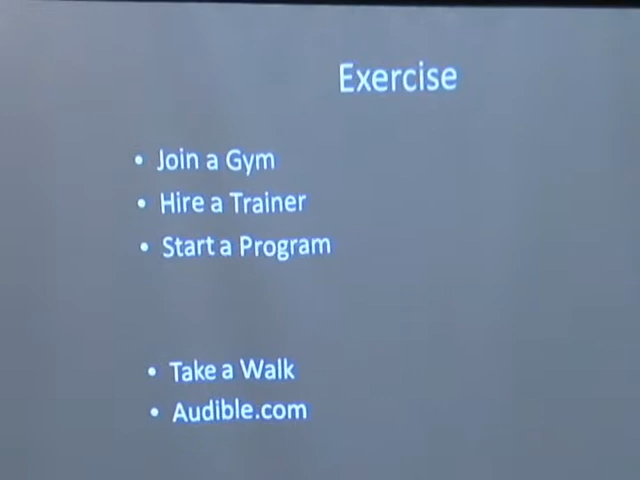 Exercise
• Join a Gym
• Hire a Trainer
• Start a Program
• Take a Walk
• Audible.com